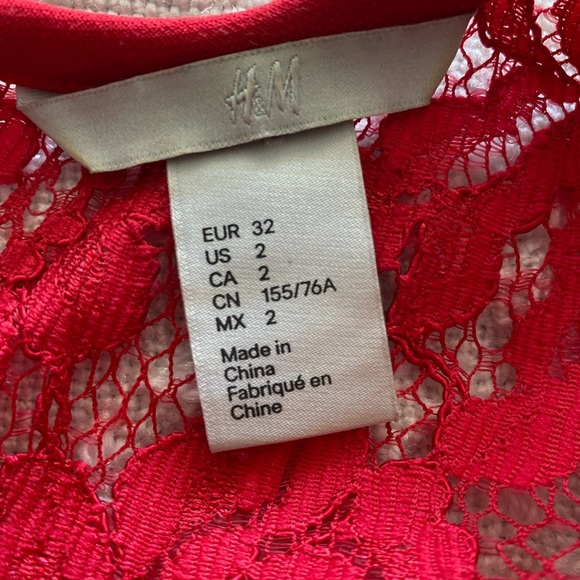 H&M
EUR 32
US 2
CA 2
CN 155/76A
MX 2
Made in
China
Fabriqué en
Chine